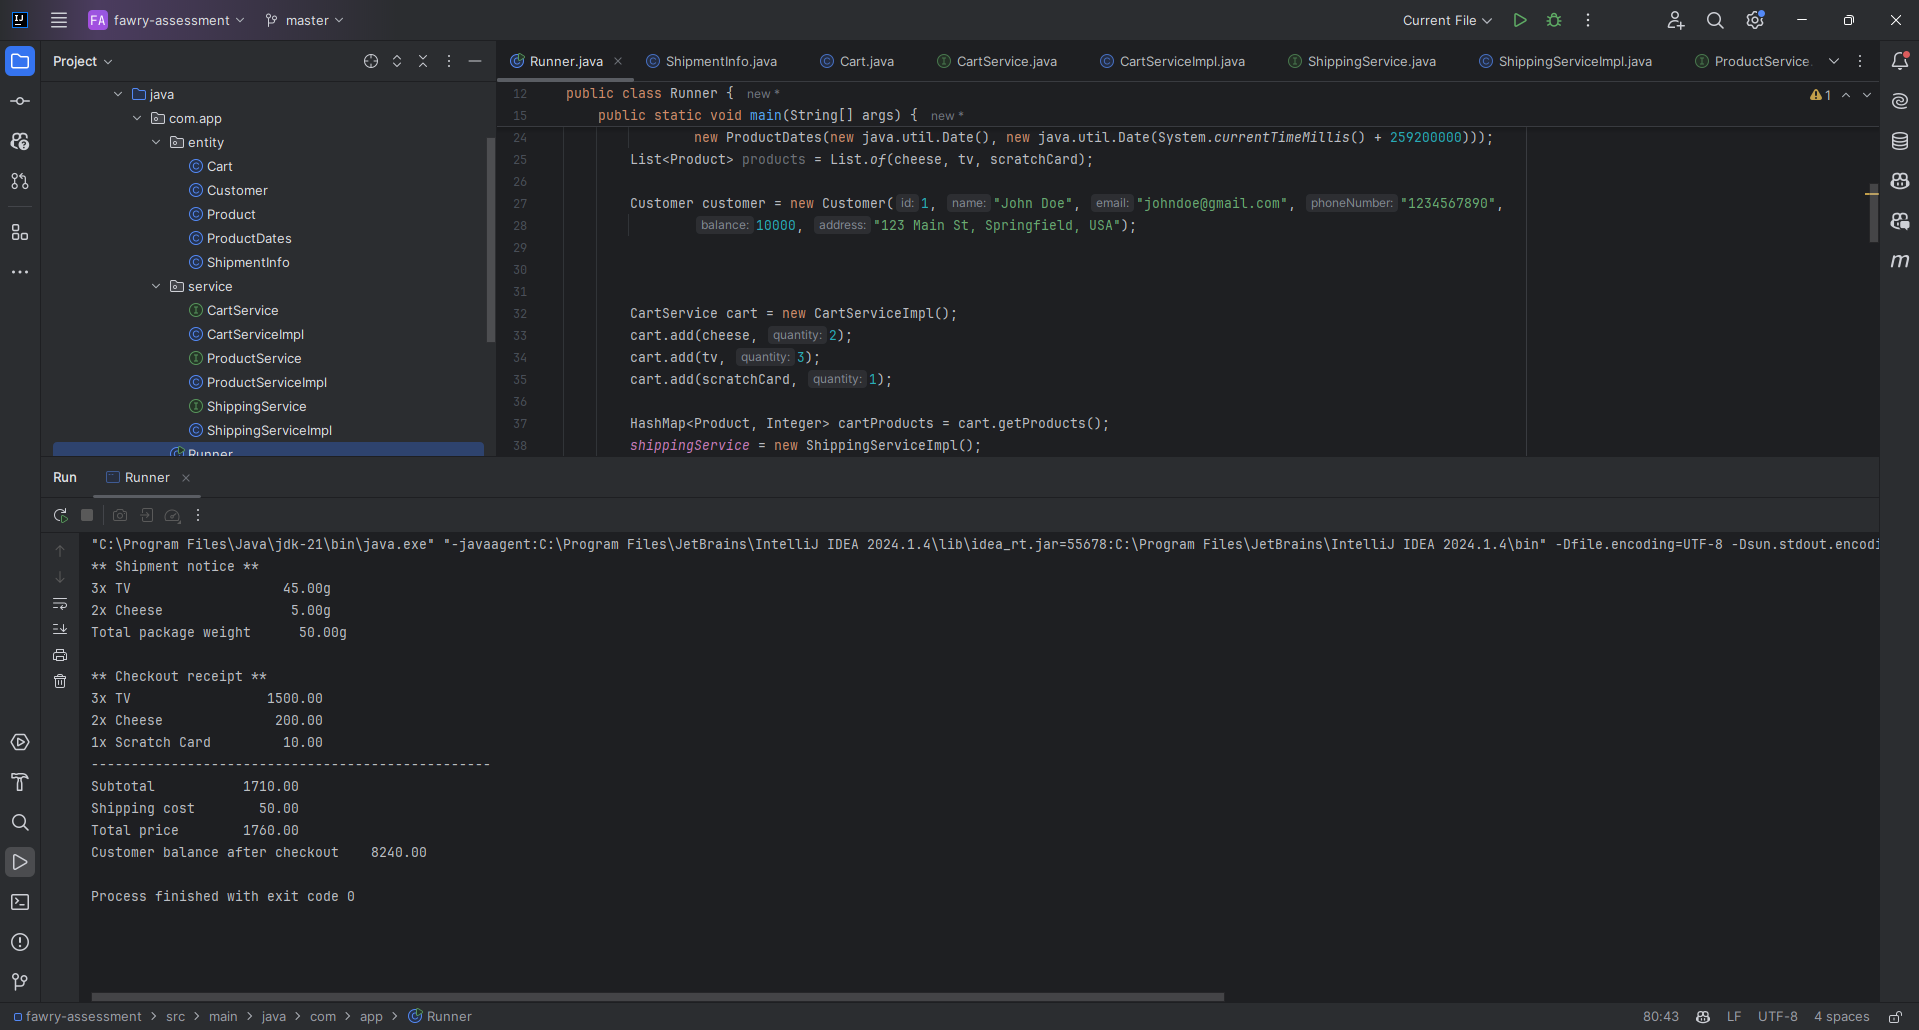 FA fawry-assessment master Current File
Project
Runner.java ShipmentInfo.java Cart.java CartService.java CartServiceImpl.java ShippingService.java ShippingServiceImpl.java ProductService.
java
com.app
entity
Cart
Customer
Product
ProductDates
ShipmentInfo
service
CartService
CartServiceImpl
ProductService
ProductServiceImpl
ShippingService
ShippingServiceImpl
Runner
12 public class Runner { new *
1
15 public static void main(String[] args) { new *
24 new ProductDates(new java.util.Date(), new java.util.Date(System.currentTimeMillis() + 259200000)));
25 List<Product> products = List.of(cheese, tv, scratchCard);
26
27 Customer customer = new Customer( id: 1, name: "John Doe", email: "johndoe@gmail.com", phoneNumber: "1234567890",
28 balance: 10000, address: "123 Main St, Springfield, USA");
29
30
31
32 CartService cart = new CartServiceImpl();
33 cart.add(cheese, quantity: 2);
34 cart.add(tv, quantity: 3);
35 cart.add(scratchCard, quantity: 1);
36
37 HashMap<Product, Integer> cartProducts = cart.getProducts();
38 shippingService = new ShippingServiceImpl();
m
Run Runner
"C:\Program Files\Java\jdk-21\bin\java.exe" "-javaagent:C:\Program Files\JetBrains\IntelliJ IDEA 2024.1.4\lib\idea_rt.jar=55678:C:\Program Files\JetBrains\IntelliJ IDEA 2024.1.4\bin" -Dfile.encoding=UTF-8 -Dsun.stdout.encodi
** Shipment notice **
3x TV 45.00g
2x Cheese 5.00g
Total package weight 50.00g
** Checkout receipt **
3x TV 1500.00
2x Cheese 200.00
1x Scratch Card 10.00
--------------------------------------------------
Subtotal 1710.00
Shipping cost 50.00
Total price 1760.00
Customer balance after checkout 8240.00
Process finished with exit code 0
fawry-assessment > src > main > java > com > app > Runner
80:43 LF UTF-8 4 spaces